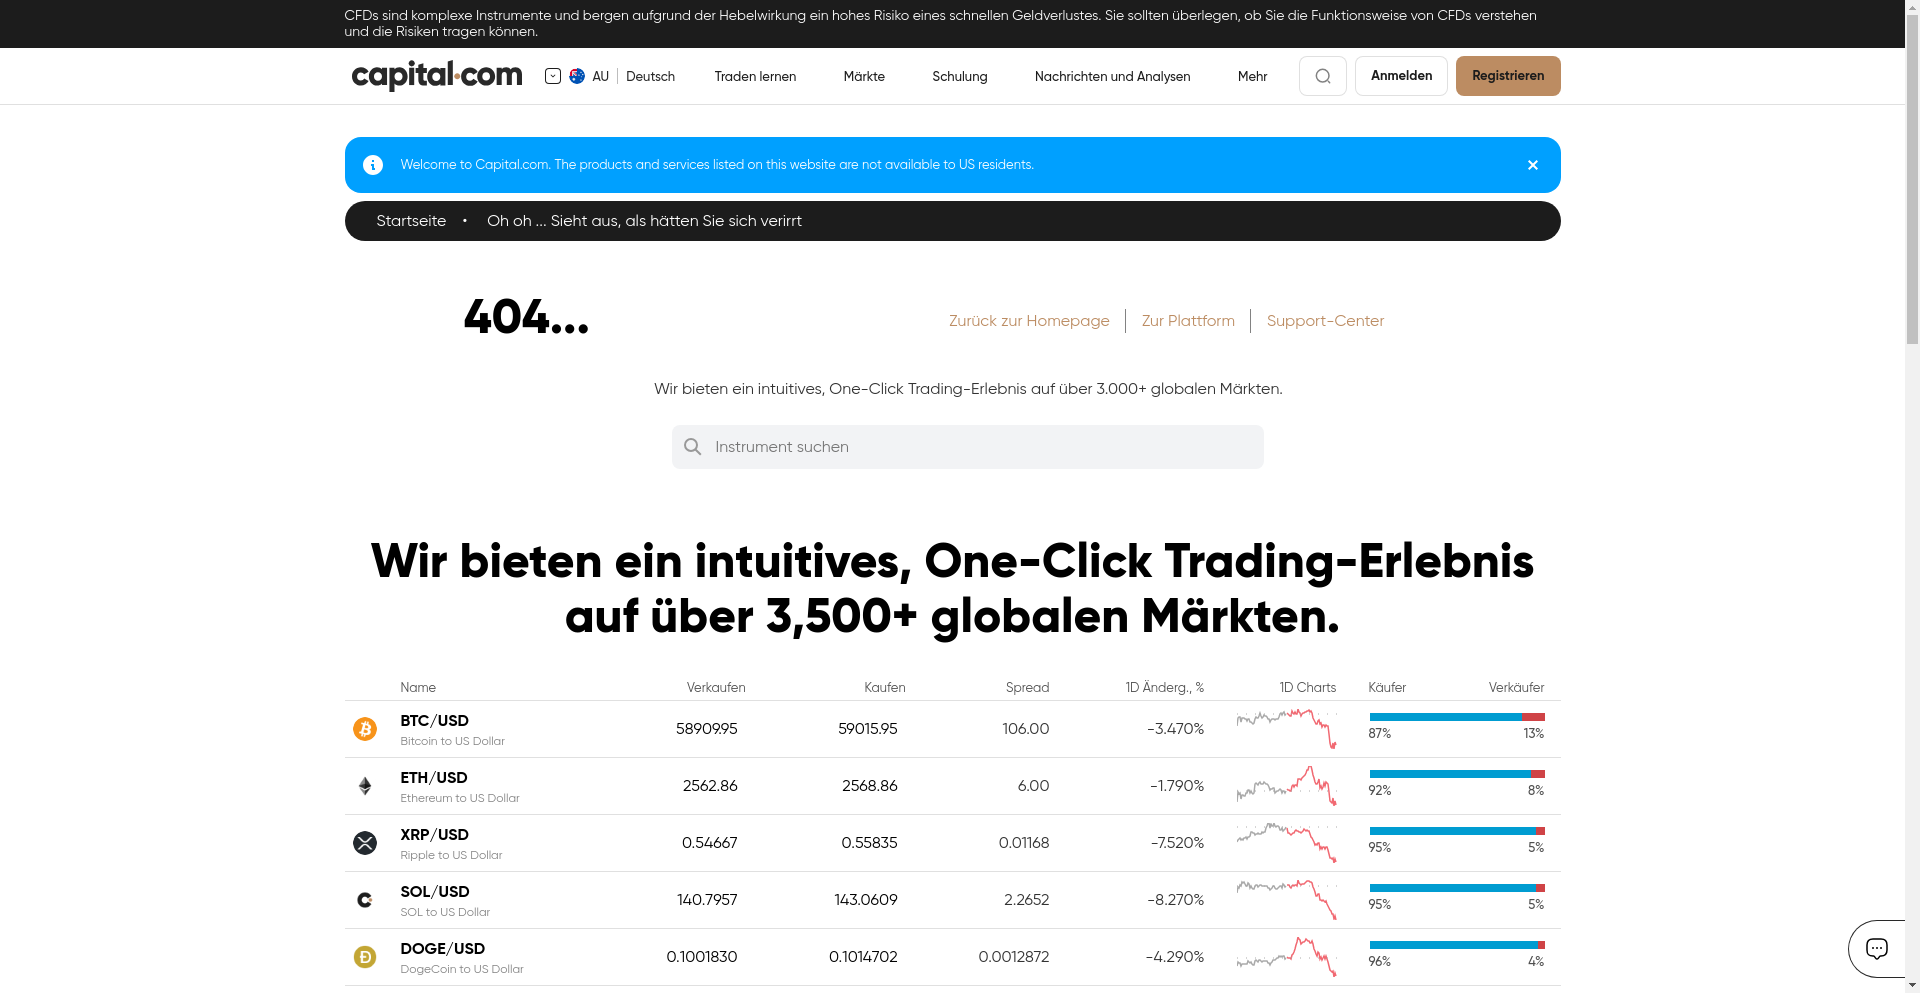 CFDs sind komplexe Instrumente und bergen aufgrund der Hebelwirkung ein hohes Risiko eines schnellen Geldverlustes. Sie sollten überlegen, ob Sie die Funktionsweise von CFDs verstehen
und die Risiken tragen können.
capital.com AU Deutsch Traden lernen Märkte Schulung Nachrichten und Analysen Mehr Anmelden Registrieren
Welcome to Capital.com. The products and services listed on this website are not available to US residents.
Startseite • Oh oh ... Sieht aus, als hätten Sie sich verirrt
404...
Zurück zur Homepage Zur Plattform Support-Center
Wir bieten ein intuitives, One-Click Trading-Erlebnis auf über 3.000+ globalen Märkten.
Instrument suchen
Wir bieten ein intuitives, One-Click Trading-Erlebnis
auf über 3,500+ globalen Märkten.
Name Verkaufen Kaufen Spread 1D Änderg., % 1D Charts Käufer Verkäufer
BTC/USD 58909.95 59015.95 106.00 -3.470% 87% 13%
Bitcoin to US Dollar
ETH/USD 2562.86 2568.86 6.00 -1.790% 92% 8%
Ethereum to US Dollar
XRP/USD 0.54667 0.55835 0.01168 -7.520% 95% 5%
Ripple to US Dollar
SOL/USD 140.7957 143.0609 2.2652 -8.270% 95% 5%
SOL to US Dollar
DOGE/USD 0.1001830 0.1014702 0.0012872 -4.290% 96% 4%
DogeCoin to US Dollar